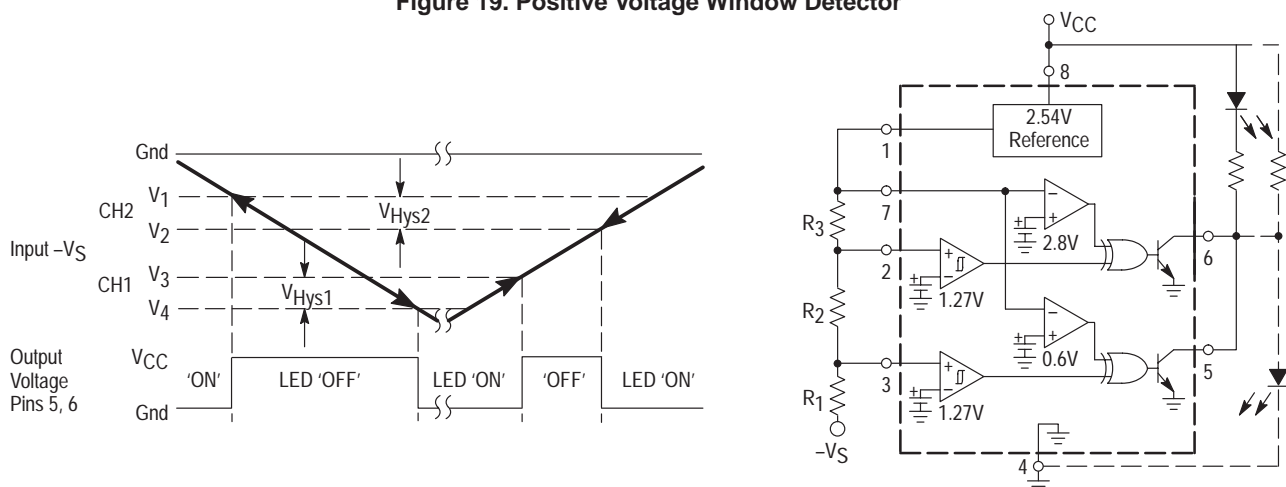 Figure 19. Positive Voltage Window Detector
Gnd
CH2
V1
V2
VHys2
Input –VS
CH1
V3
V4
VHys1
Output
Voltage
Pins 5, 6
VCC
Gnd
'ON'
LED 'OFF'
LED 'ON'
'OFF'
LED 'ON'
VCC
8
2.54V
Reference
1
7
R3
–
+
+
2.8V
6
2
+
–
+
1.27V
R2
–
+
+
0.6V
5
3
+
–
+
1.27V
R1
–VS
4